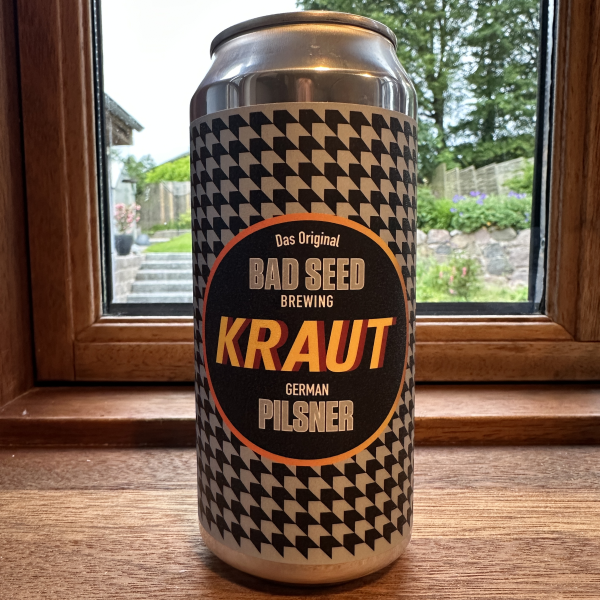 Das Original
BAD SEED
BREWING
KRAUT
GERMAN
PILSNER